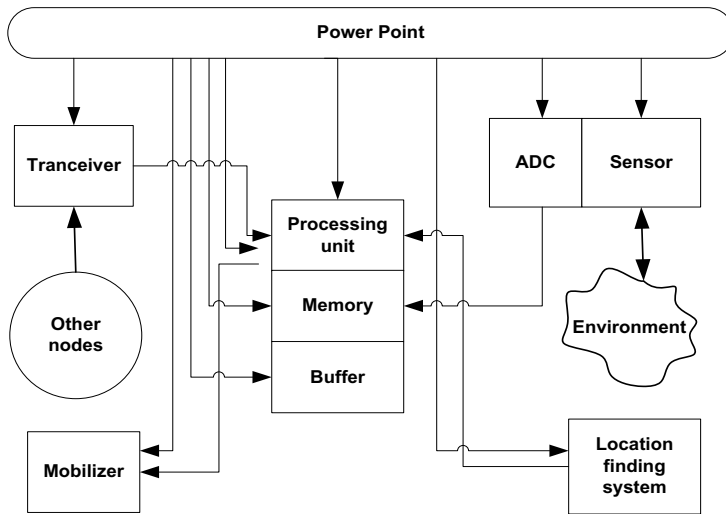 Power Point
Tranceiver
ADC
Sensor
Processing
unit
Other
nodes
Memory
Environment
Buffer
Mobilizer
Location
finding
system